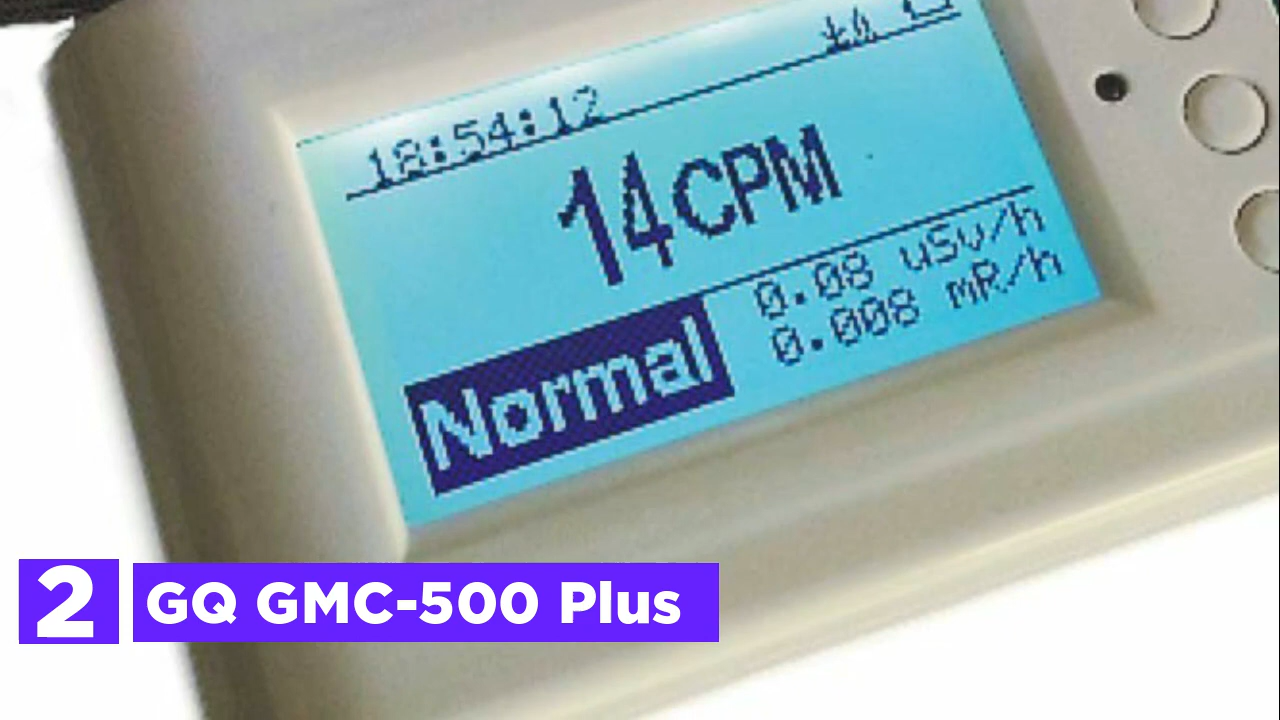 18:54:12
14CPM
Normal
0.08 uSv/h
0.008 mR/h
2 GQ GMC-500 Plus